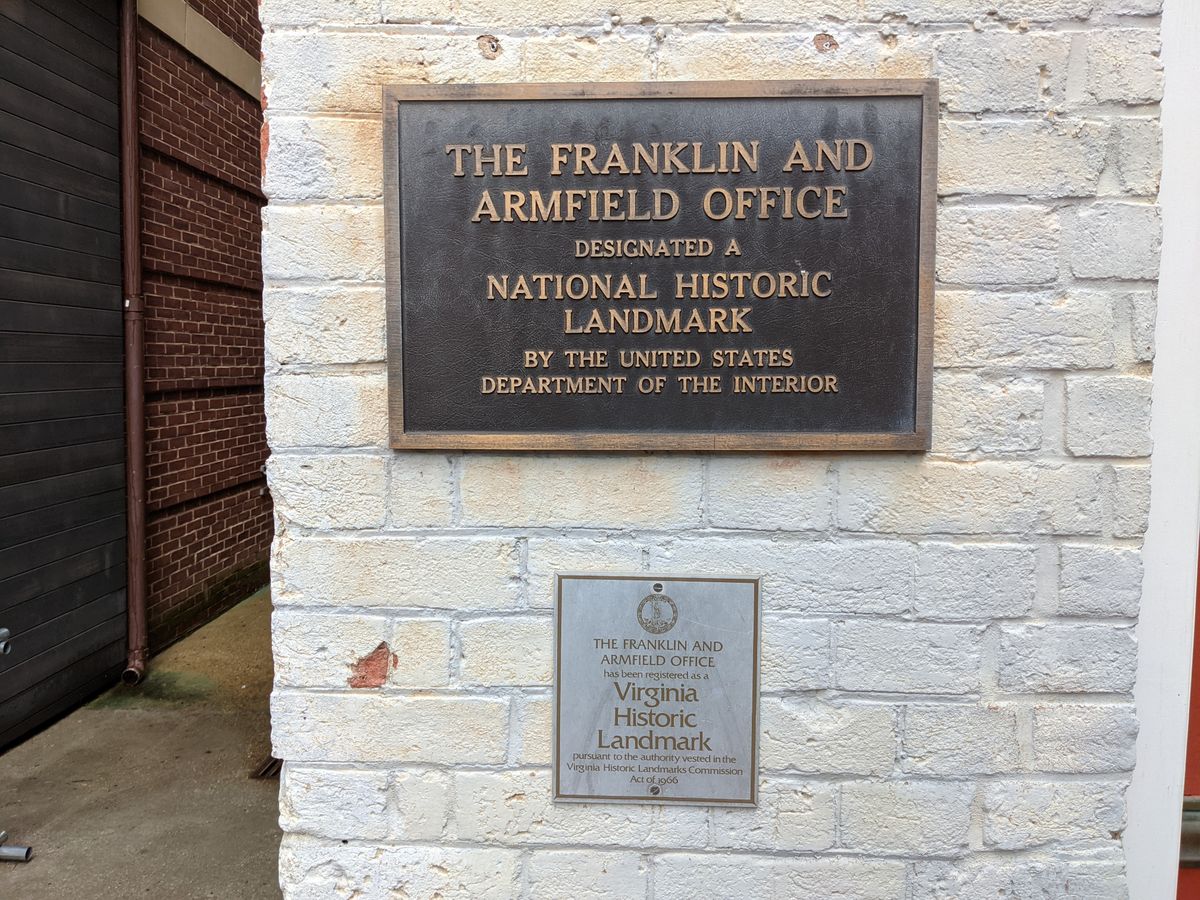 THE FRANKLIN AND
ARMFIELD OFFICE
DESIGNATED A
NATIONAL HISTORIC
LANDMARK
BY THE UNITED STATES
DEPARTMENT OF THE INTERIOR
THE FRANKLIN AND
ARMFIELD OFFICE
has been registered as a
Virginia
Historic
Landmark
pursuant to the authority vested in the
Virginia Historic Landmarks Commission
Act of 1966